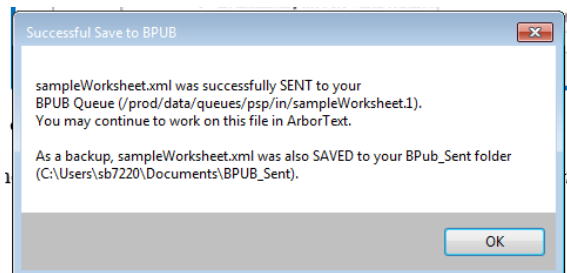 Successful Save to BPUB
sampleWorksheet.xml was successfully SENT to your
BPUB Queue (/prod/data/queues/psp/in/sampleWorksheet.1).
You may continue to work on this file in ArborText.
As a backup, sampleWorksheet.xml was also SAVED to your BPub_Sent folder
(C:\Users\sb7220\Documents\BPUB_Sent).
OK